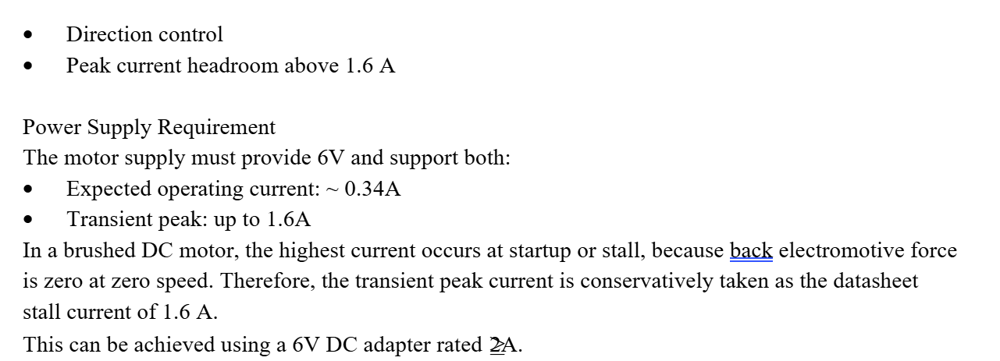 • Direction control
• Peak current headroom above 1.6 A
Power Supply Requirement
The motor supply must provide 6V and support both:
• Expected operating current: ~ 0.34A
• Transient peak: up to 1.6A
In a brushed DC motor, the highest current occurs at startup or stall, because back electromotive force
is zero at zero speed. Therefore, the transient peak current is conservatively taken as the datasheet
stall current of 1.6 A.
This can be achieved using a 6V DC adapter rated ≥2A.